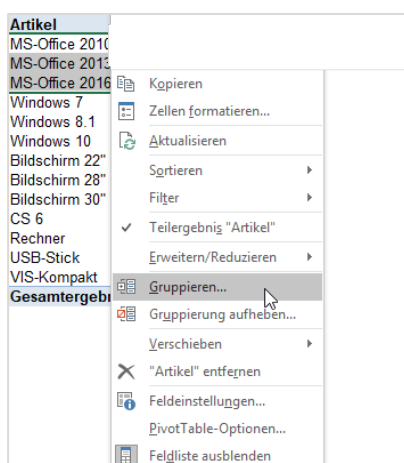 Artikel
MS-Office 2010
MS-Office 2013
MS-Office 2016
Windows 7
Windows 8.1
Windows 10
Bildschirm 22"
Bildschirm 28"
Bildschirm 30"
CS 6
Rechner
USB-Stick
VIS-Kompakt
Gesamtergebn
Kopieren
Zellen formatieren...
Aktualisieren
Sortieren
Filter
Teilergebnis "Artikel"
Erweitern/Reduzieren
Gruppieren...
Gruppierung aufheben...
Verschieben
"Artikel" entfernen
Feldeinstellungen...
PivotTable-Optionen...
Feldliste ausblenden